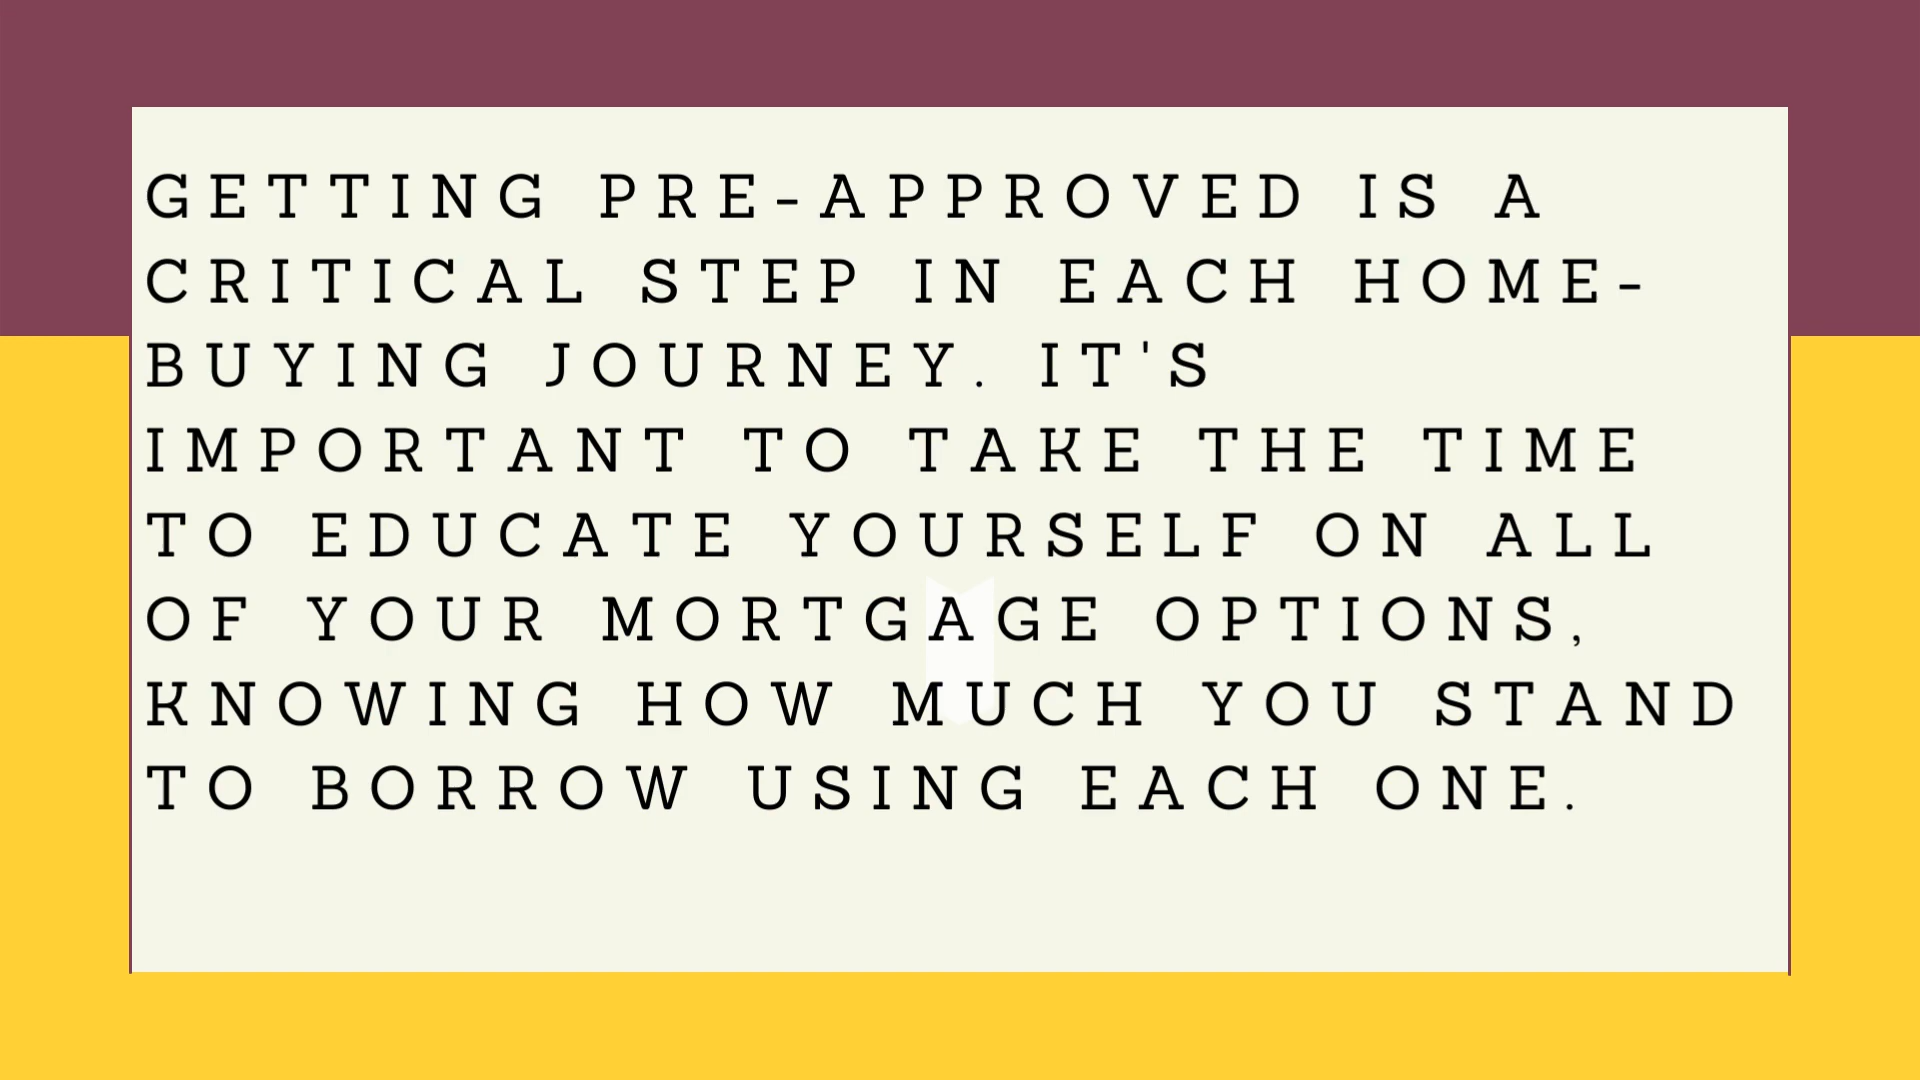 GETTING PRE-APPROVED IS A
CRITICAL STEP IN EACH HOME-
BUYING JOURNEY. IT'S
IMPORTANT TO TAKE THE TIME
TO EDUCATE YOURSELF ON ALL
OF YOUR MORTGAGE OPTIONS,
KNOWING HOW MUCH YOU STAND
TO BORROW USING EACH ONE.